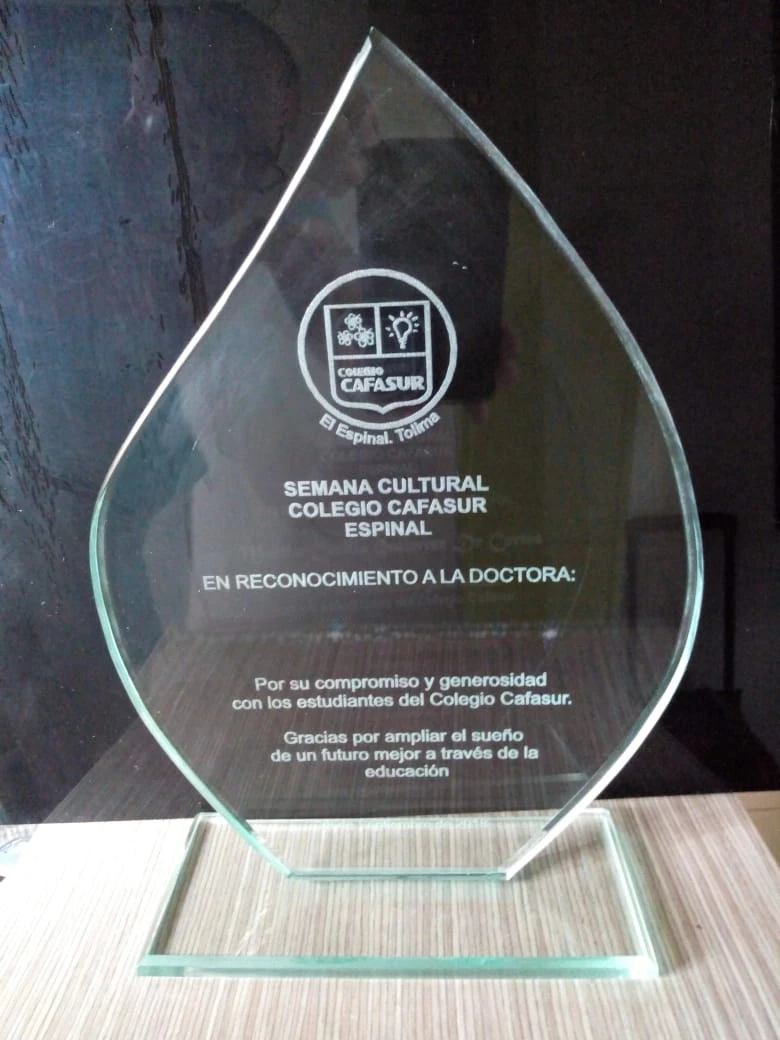 COLEGIO
CAFASUR
El Espinal. Tolima
SEMANA CULTURAL
COLEGIO CAFASUR
ESPINAL
EN RECONOCIMIENTO A LA DOCTORA:
Por su compromiso y generosidad
con los estudiantes del Colegio Cafasur.
Gracias por ampliar el sueño
de un futuro mejor a través de la
educación